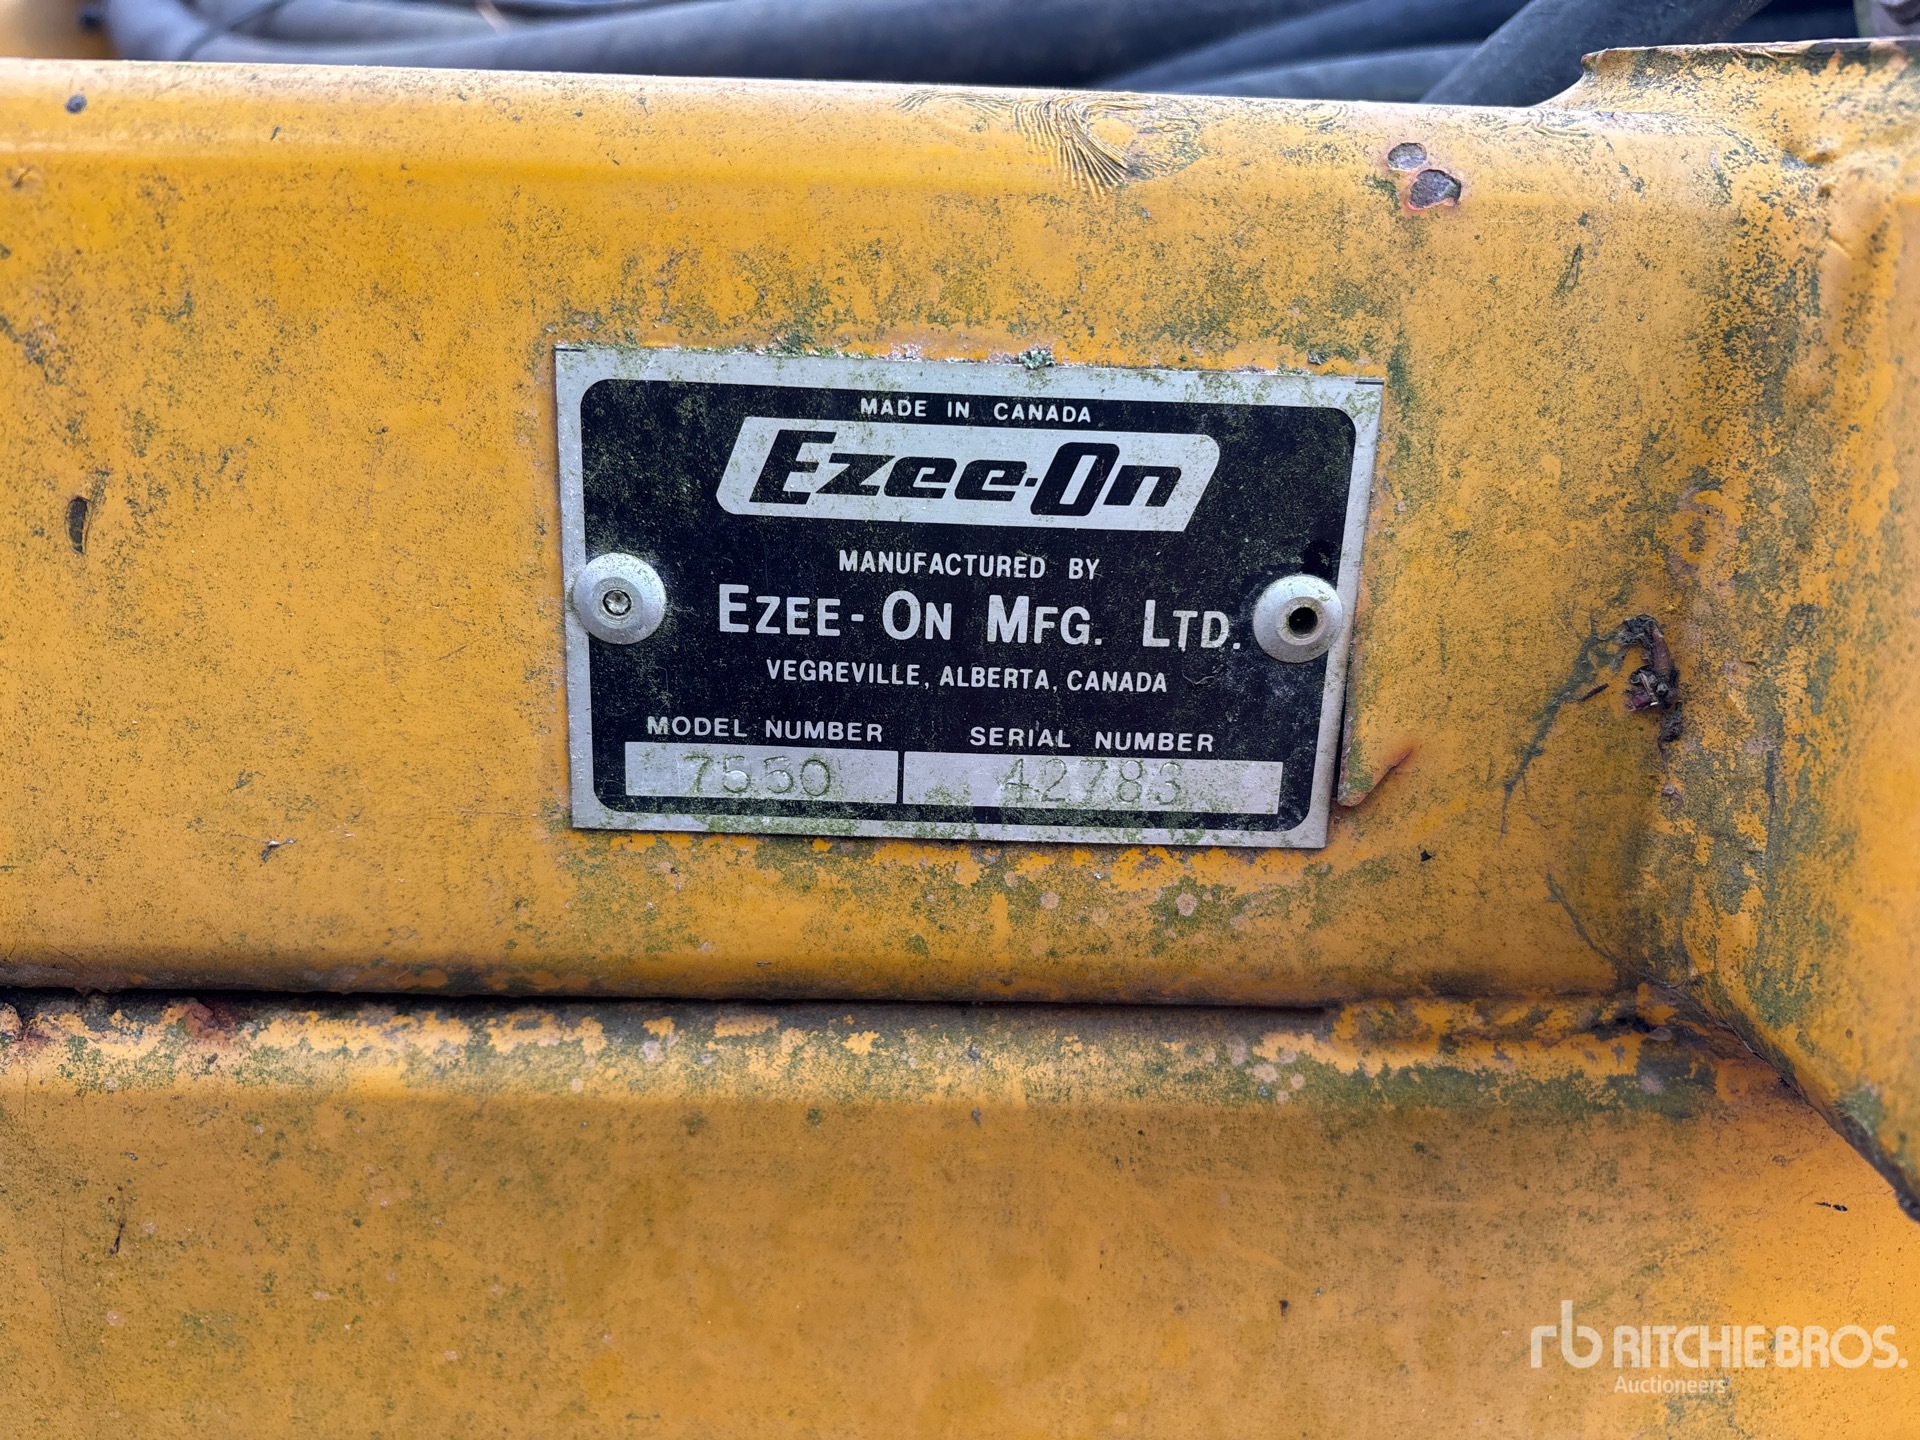 MADE IN CANADA
Ezee-On
MANUFACTURED BY
EZEE-ON MFG. LTD.
VEGREVILLE, ALBERTA, CANADA
MODEL NUMBER SERIAL NUMBER
7550 42783
rb RITCHIE BROS.
Auctioneers